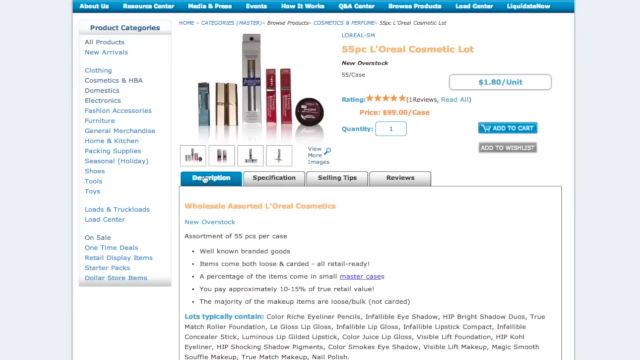 About Us Resource Center Media & Press Events How It Works Q&A Center Browse Products Load Center LiquidateNow
Product Categories
All Products
New Arrivals
Clothing
Cosmetics & HBA
Domestics
Electronics
Fashion Accessories
Furniture
General Merchandise
Home & Kitchen
Packing Supplies
Seasonal (Holiday)
Shoes
Tools
Toys
Loads & Truckloads
Load Center
On Sale
One Time Deals
Retail Display Items
Starter Packs
Dollar Store Items
HOME » CATEGORIES (MASTER)» Browse Products» COSMETICS & PERFUME» 55pc L'Oreal Cosmetic Lot
LOREAL-SM
55pc L'Oreal Cosmetic Lot
New Overstock
55/Case
$1.80/Unit
Rating: (1Reviews, Read All)
Price: $99.00/Case
Quantity: 1
ADD TO CART
ADD TO WISHLIST
View
More
Images
Description Specification Selling Tips Reviews
Wholesale Assorted L'Oreal Cosmetics
New Overstock
Assortment of 55 pcs per case
• Well known branded goods
• Items come both loose & carded - all retail-ready!
• A percentage of the items come in small master cases
• You pay approximately 10-15% of true retail value!
• The majority of the makeup items are loose/bulk (not carded)
Lots typically contain: Color Riche Eyeliner Pencils, Infallible Eye Shadow, HIP Bright Shadow Duos, True
Match Roller Foundation, Le Gloss Lip Gloss, Infallible Lip Gloss, Infallible Lipstick Compact, Infallible
Concealer Stick, Luminous Lip Gilded Lipstick, Color Juice Lip Gloss, Visible Lift Foundation, HIP Kohl
Eyeliner, HIP Shocking Shadow Pigments, Color Smokes Eye Shadow, Visible Lift Makeup, Magic Smooth
Souffle Makeup, True Match Makeup, Nail Polish.